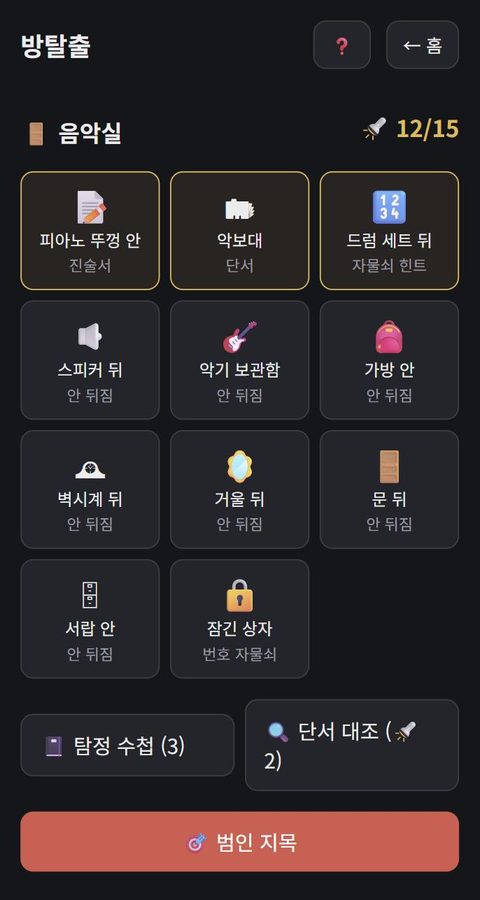 방탈출
❓
← 홈
🚪 음악실
🔦 12/15
피아노 뚜껑 안
진술서
악보대
단서
드럼 세트 뒤
자물쇠 힌트
스피커 뒤
안 뒤짐
악기 보관함
안 뒤짐
가방 안
안 뒤짐
벽시계 뒤
안 뒤짐
거울 뒤
안 뒤짐
문 뒤
안 뒤짐
서랍 안
안 뒤짐
잠긴 상자
번호 자물쇠
탐정 수첩 (3)
단서 대조 (🔦
2)
범인 지목